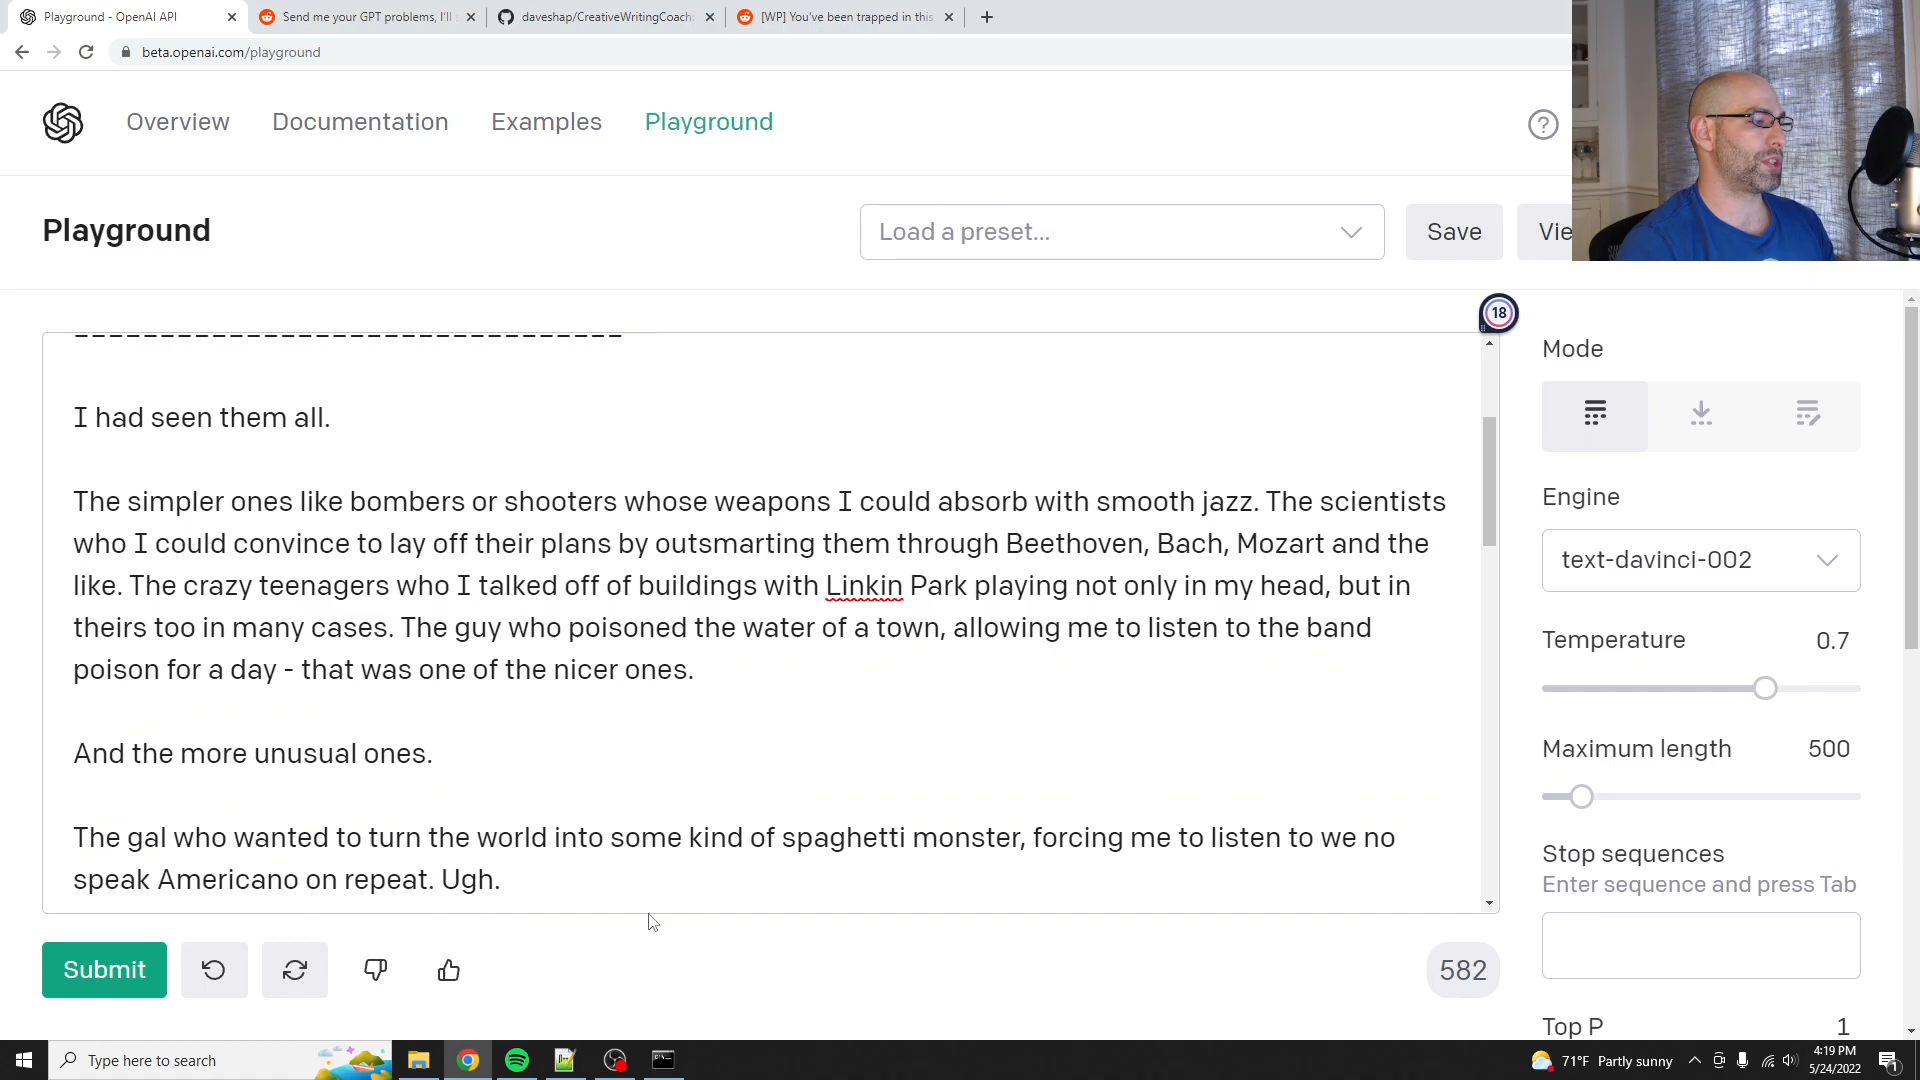 Playground - OpenAI API
Send me your GPT problems, I'll
daveshap/CreativeWritingCoach
[WP] You've been trapped in this
beta.openai.com/playground
Overview
Documentation
Examples
Playground
Playground
Load a preset...
Save
Vie
18
I had seen them all.
The simpler ones like bombers or shooters whose weapons I could absorb with smooth jazz. The scientists
who I could convince to lay off their plans by outsmarting them through Beethoven, Bach, Mozart and the
like. The crazy teenagers who I talked off of buildings with Linkin Park playing not only in my head, but in
theirs too in many cases. The guy who poisoned the water of a town, allowing me to listen to the band
poison for a day - that was one of the nicer ones.
And the more unusual ones.
The gal who wanted to turn the world into some kind of spaghetti monster, forcing me to listen to we no
speak Americano on repeat. Ugh.
Submit
582
Mode
Engine
text-davinci-002
Temperature 0.7
Maximum length 500
Stop sequences
Enter sequence and press Tab
Top P 1
Type here to search
71°F Partly sunny
4:19 PM
5/24/2022
1